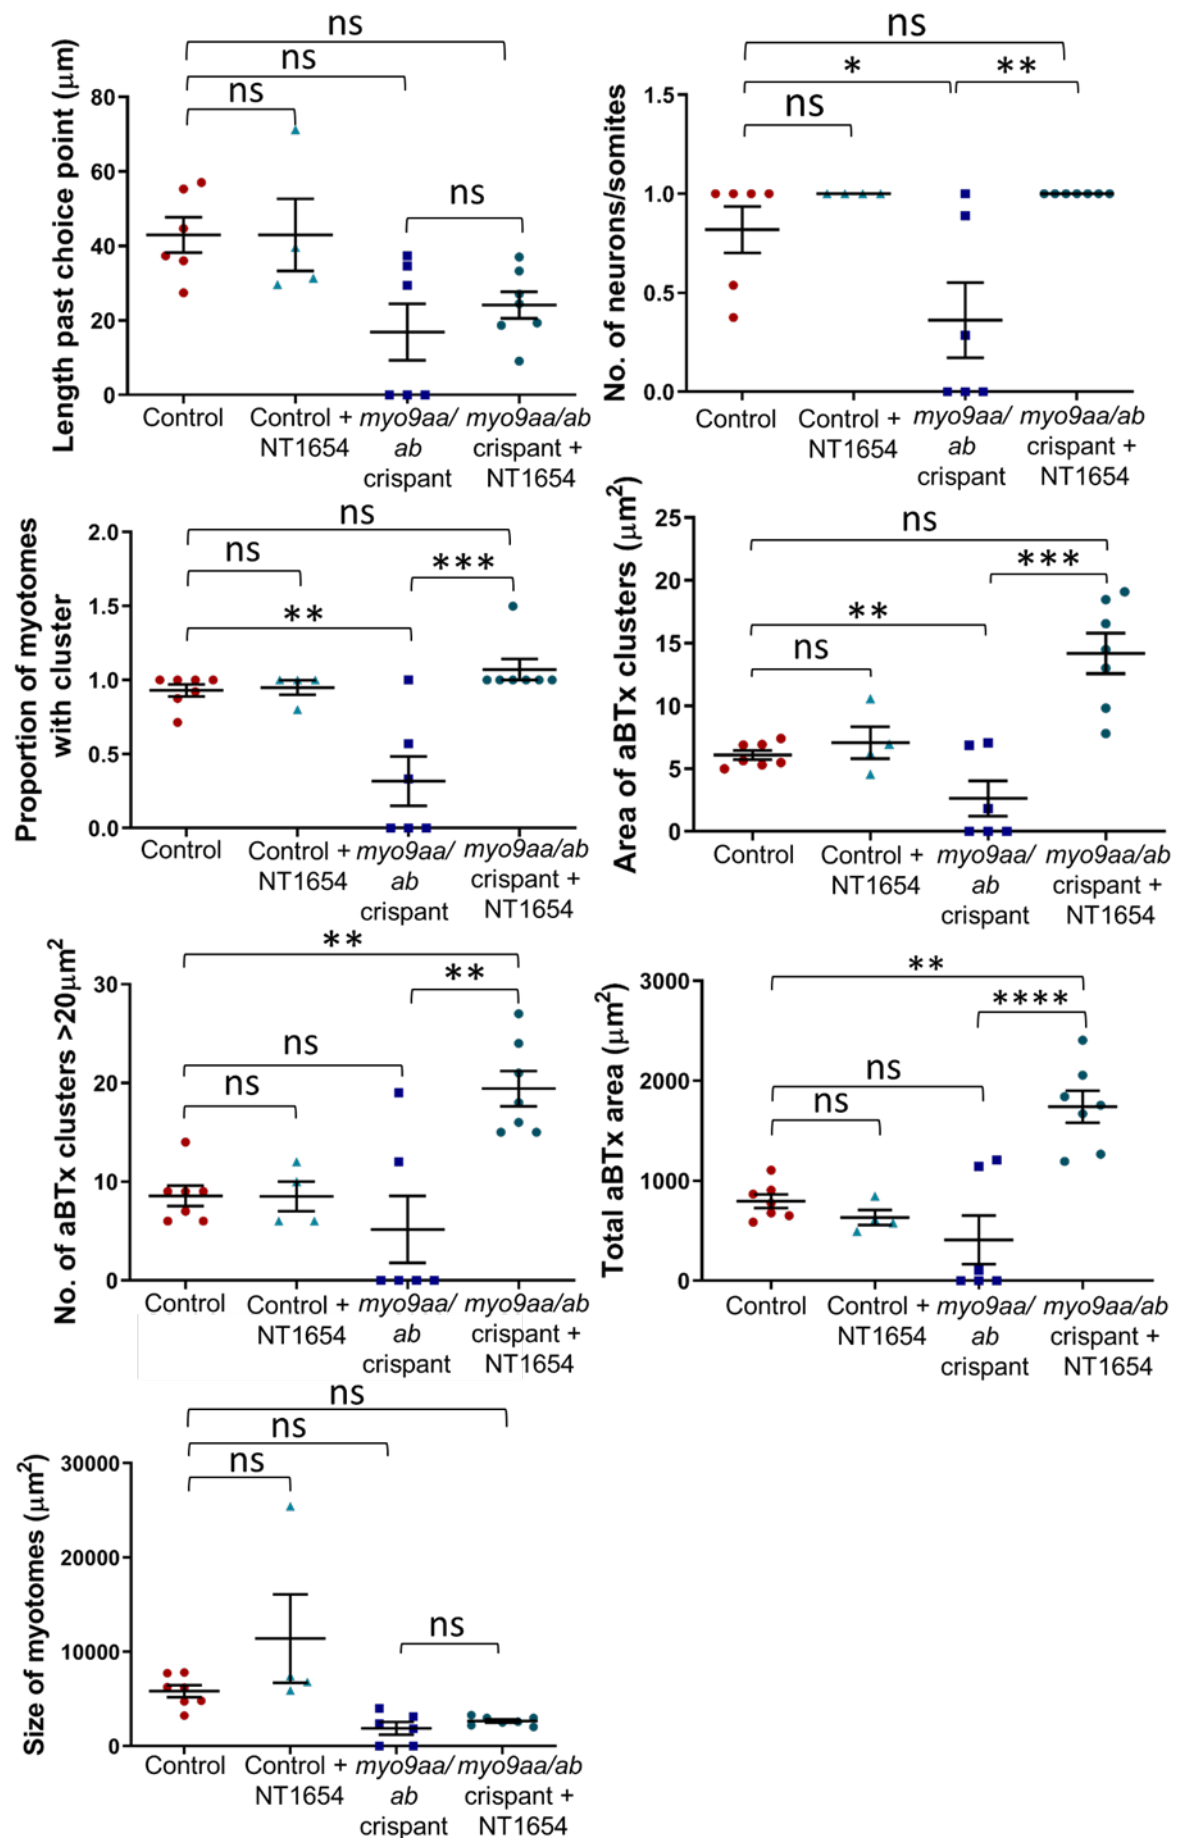 ns
ns
ns
ns
Length past choice point (μm)
80
60
40
20
0
Control
Control +
NT1654
myo9aa/
ab
crispant
myo9aa/ab
crispant +
NT1654
ns
*
**
ns
No. of neurons/somites
1.5
1.0
0.5
0.0
Control
Control +
NT1654
myo9aa/
ab
crispant
myo9aa/ab
crispant +
NT1654
ns
ns
***
**
Proportion of myotomes
with cluster
2.0
1.5
1.0
0.5
0.0
Control
Control +
NT1654
myo9aa/
ab
crispant
myo9aa/ab
crispant +
NT1654
ns
***
**
ns
Area of aBTx clusters (μm²)
25
20
15
10
5
0
Control
Control +
NT1654
myo9aa/
ab
crispant
myo9aa/ab
crispant +
NT1654
**
**
ns
ns
No. of aBTx clusters >20μm²
30
20
10
0
Control
Control +
NT1654
myo9aa/
ab
crispant
myo9aa/ab
crispant +
NT1654
**
****
ns
ns
Total aBTx area (μm²)
3000
2000
1000
0
Control
Control +
NT1654
myo9aa/
ab
crispant
myo9aa/ab
crispant +
NT1654
ns
ns
ns
ns
Size of myotomes (μm²)
30000
20000
10000
0
Control
Control +
NT1654
myo9aa/
ab
crispant
myo9aa/ab
crispant +
NT1654